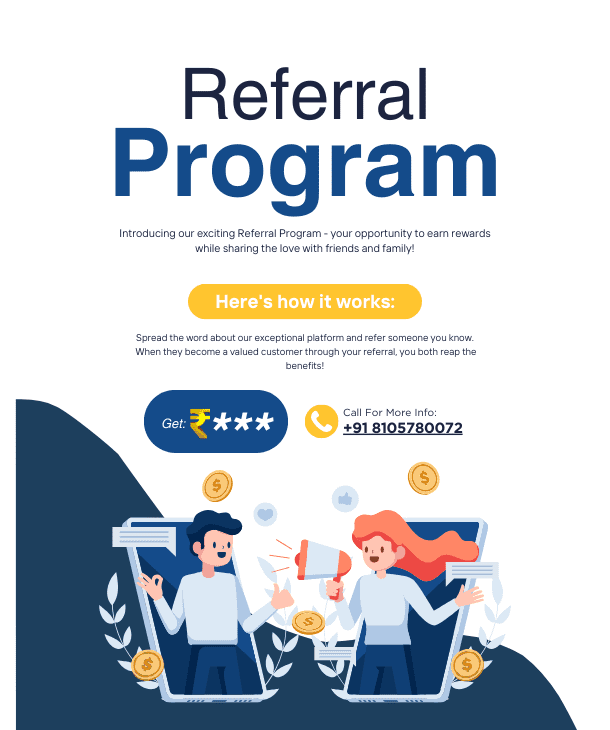 Referral
Program
Introducing our exciting Referral Program - your opportunity to earn rewards
while sharing the love with friends and family!
Here's how it works:
Spread the word about our exceptional platform and refer someone you know.
When they become a valued customer through your referral, you both reap the
benefits!
Get: ₹***
Call For More Info:
+91 8105780072